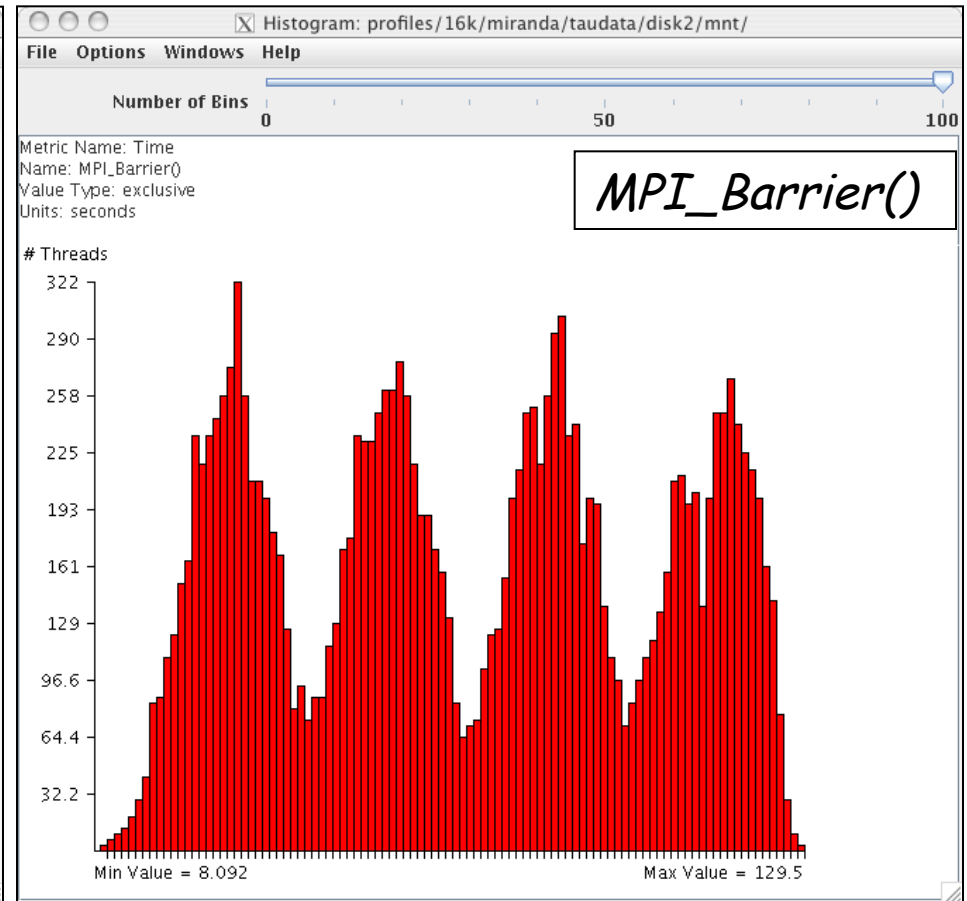 Histogram: profiles/16k/miranda/taudata/disk2/mnt/
File Options Windows Help
Number of Bins
0 50 100
Metric Name: Time
Name: MPI_Barrier()
Value Type: exclusive
Units: seconds
MPI_Barrier()
# Threads
322
290
258
225
193
161
129
96.6
64.4
32.2
Min Value = 8.092 Max Value = 129.5